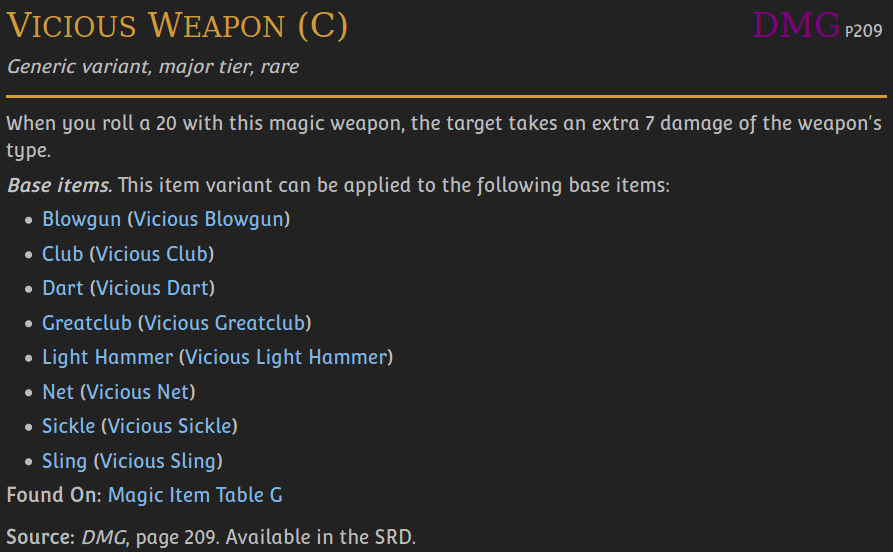 VICIOUS WEAPON (C) DMG P209
Generic variant, major tier, rare
When you roll a 20 with this magic weapon, the target takes an extra 7 damage of the weapon's
type.
Base items. This item variant can be applied to the following base items:
• Blowgun (Vicious Blowgun)
• Club (Vicious Club)
• Dart (Vicious Dart)
• Greatclub (Vicious Greatclub)
• Light Hammer (Vicious Light Hammer)
• Net (Vicious Net)
• Sickle (Vicious Sickle)
• Sling (Vicious Sling)
Found On: Magic Item Table G
Source: DMG, page 209. Available in the SRD.